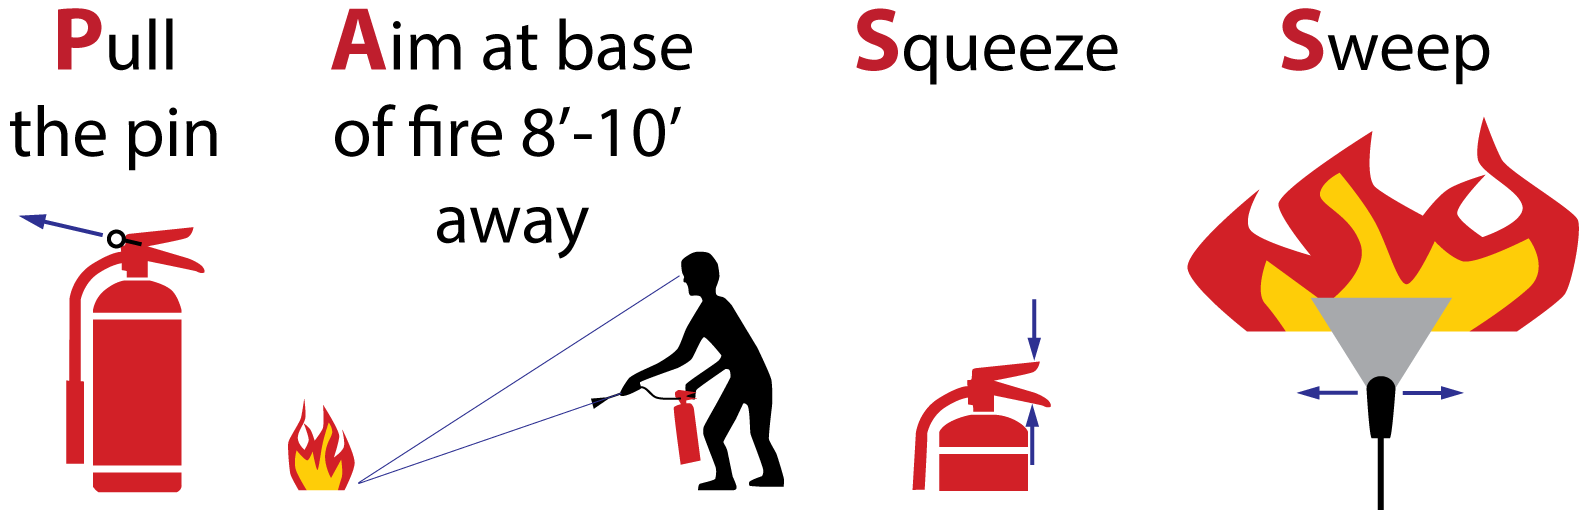 Pull
the pin
Aim at base
of fire 8’-10’
away
Squeeze
Sweep